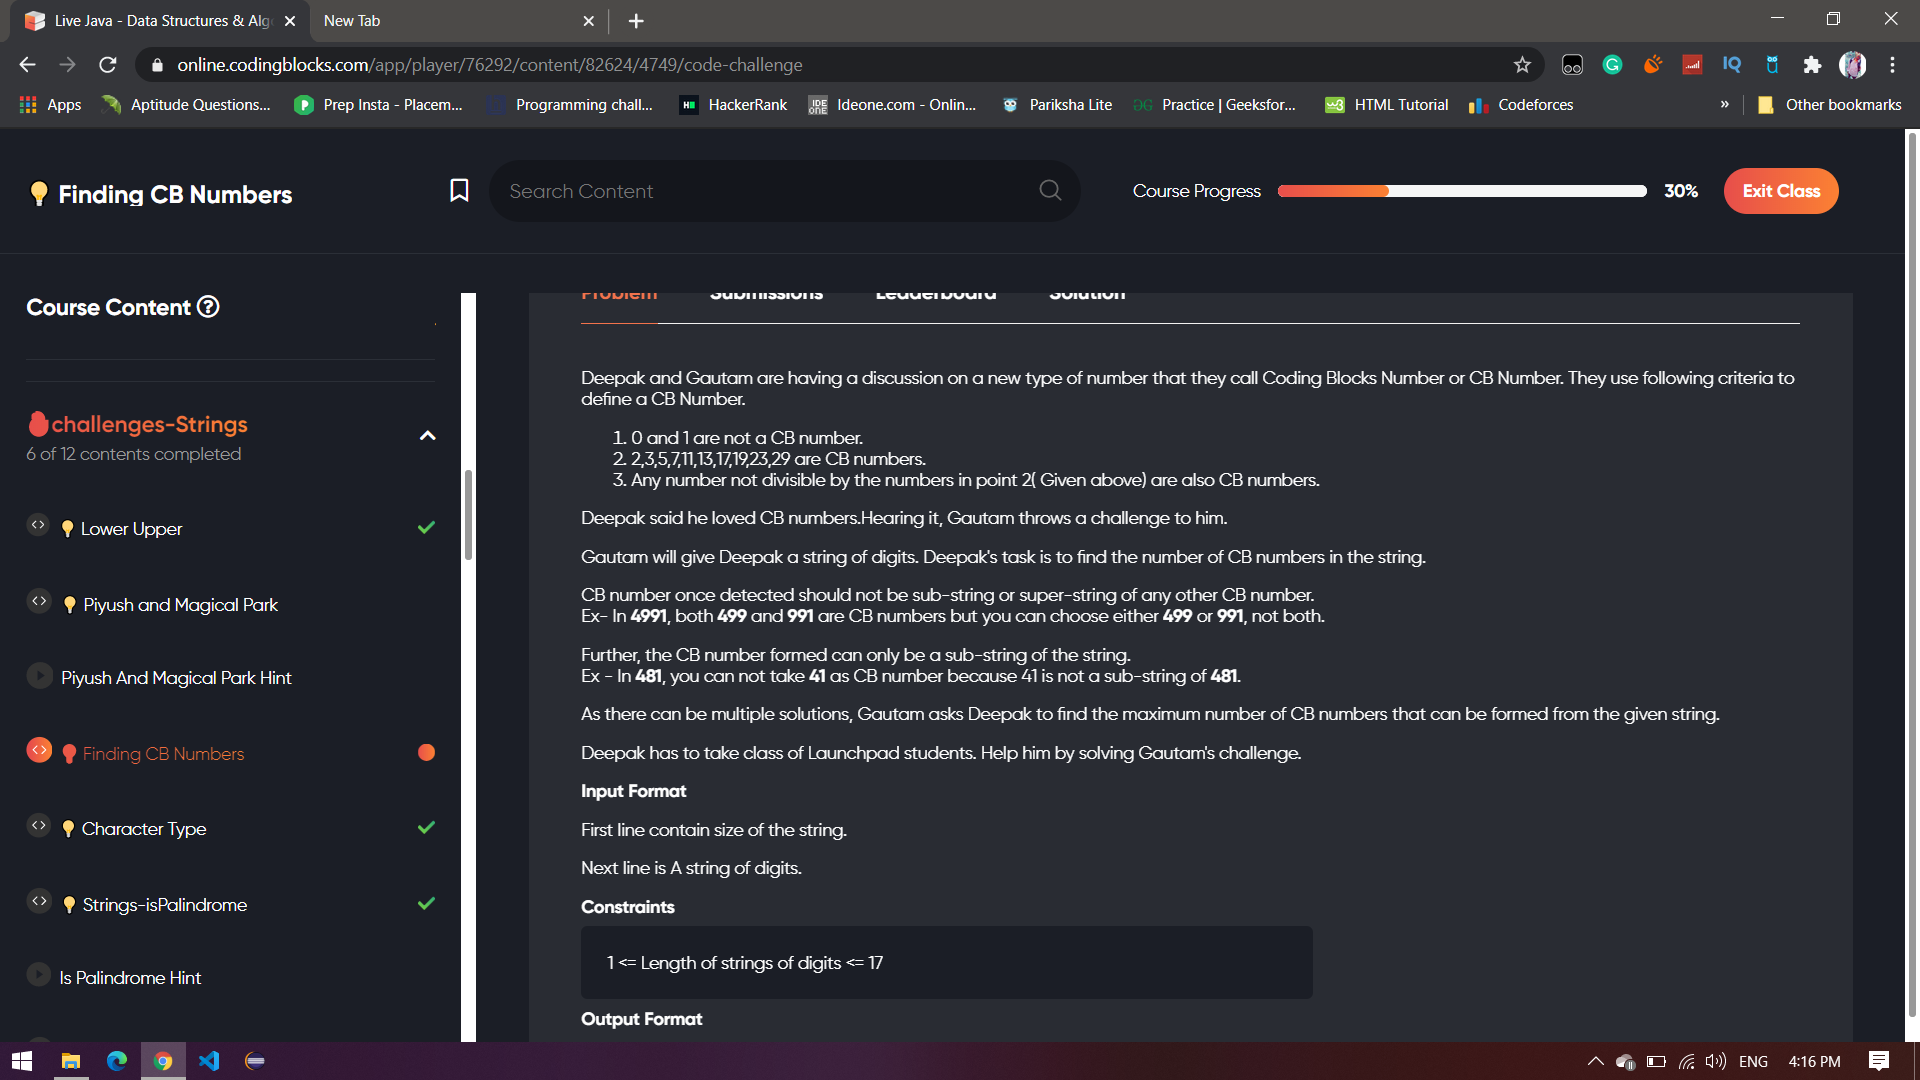 Live Java - Data Structures & Algo
New Tab
online.codingblocks.com/app/player/76292/content/82624/4749/code-challenge
Apps
Aptitude Questions...
Prep Insta - Placem...
Programming chall...
HackerRank
Ideone.com - Onlin...
Pariksha Lite
Practice | Geeksfor...
HTML Tutorial
Codeforces
»
Other bookmarks
Finding CB Numbers
Search Content
Course Progress
30%
Exit Class
Course Content
Problem
Submissions
Leaderboard
Solution
challenges-Strings
6 of 12 contents completed
Lower Upper
Piyush and Magical Park
Piyush And Magical Park Hint
Finding CB Numbers
Character Type
Strings-isPalindrome
Is Palindrome Hint
Deepak and Gautam are having a discussion on a new type of number that they call Coding Blocks Number or CB Number. They use following criteria to
define a CB Number.
1. 0 and 1 are not a CB number.
2. 2,3,5,7,11,13,17,19,23,29 are CB numbers.
3. Any number not divisible by the numbers in point 2( Given above) are also CB numbers.
Deepak said he loved CB numbers.Hearing it, Gautam throws a challenge to him.
Gautam will give Deepak a string of digits. Deepak's task is to find the number of CB numbers in the string.
CB number once detected should not be sub-string or super-string of any other CB number.
Ex- In 4991, both 499 and 991 are CB numbers but you can choose either 499 or 991, not both.
Further, the CB number formed can only be a sub-string of the string.
Ex - In 481, you can not take 41 as CB number because 41 is not a sub-string of 481.
As there can be multiple solutions, Gautam asks Deepak to find the maximum number of CB numbers that can be formed from the given string.
Deepak has to take class of Launchpad students. Help him by solving Gautam's challenge.
Input Format
First line contain size of the string.
Next line is A string of digits.
Constraints
1 <= Length of strings of digits <= 17
Output Format
ENG
4:16 PM